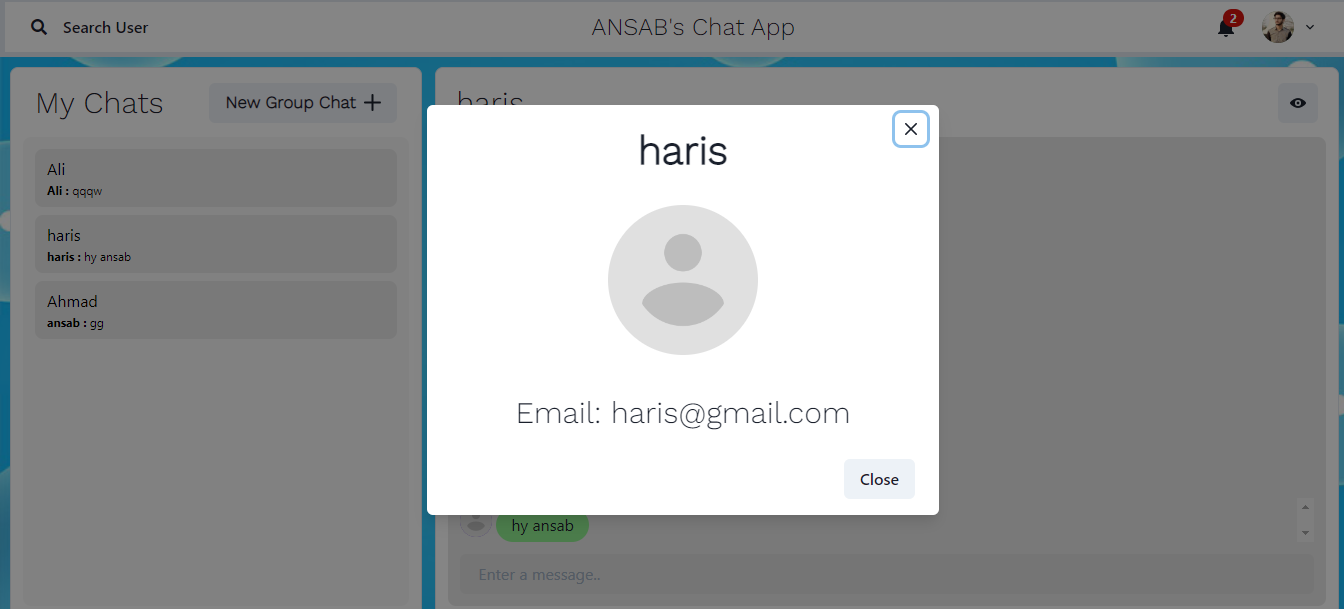 Search User
ANSAB's Chat App
2
My Chats
New Group Chat
Ali
Ali : qqqw
haris
haris : hy ansab
Ahmad
ansab : gg
haris
haris
Email: haris@gmail.com
Close
hy ansab
Enter a message..